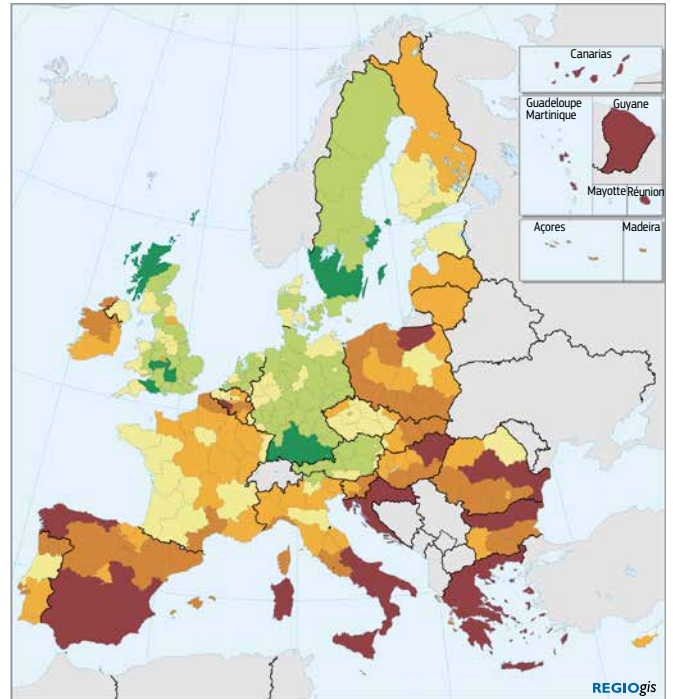 Canarias
Guadeloupe
Martinique
Guyane
Mayotte
Réunion
Açores
Madeira
REGIOgis